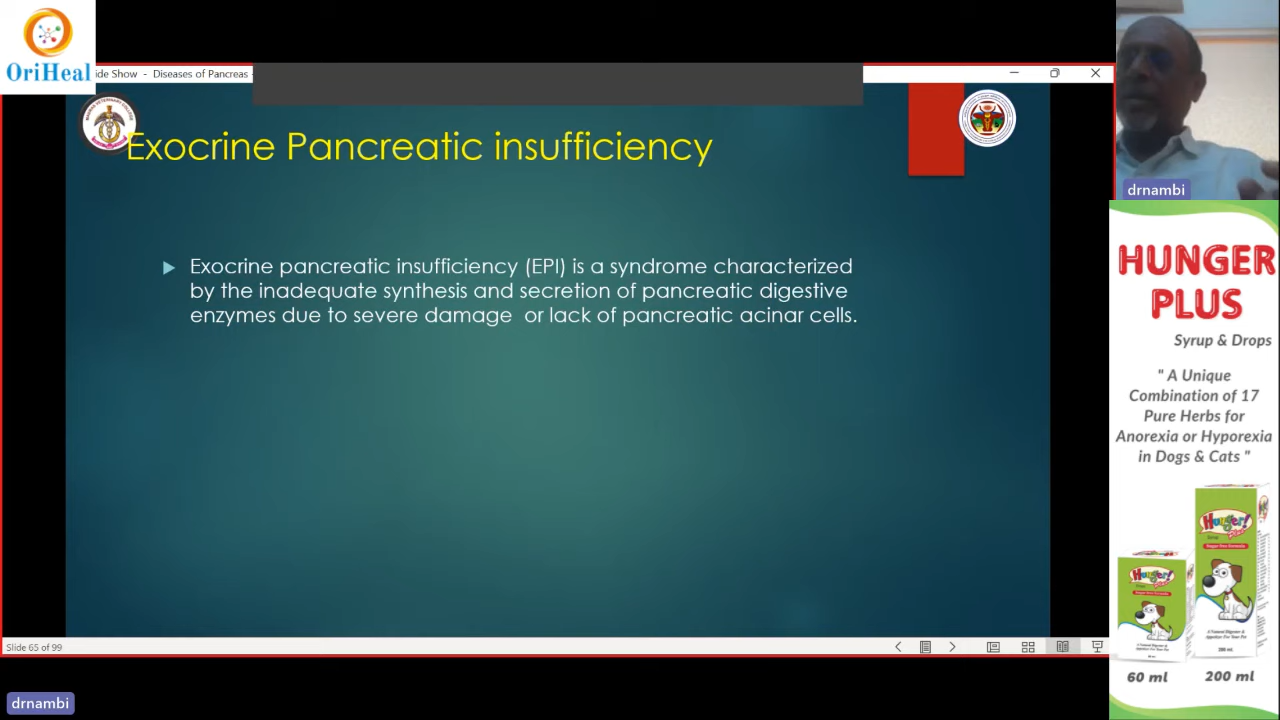 OriHeal
ide Show - Diseases of Pancreas -
Exocrine Pancreatic insufficiency
Exocrine pancreatic insufficiency (EPI) is a syndrome characterized
by the inadequate synthesis and secretion of pancreatic digestive
enzymes due to severe damage or lack of pancreatic acinar cells.
Slide 65 of 99
drnambi
drnambi
HUNGER
PLUS
Syrup & Drops
" A Unique
Combination of 17
Pure Herbs for
Anorexia or Hyporexia
in Dogs & Cats "
Hunger!
Hunger!
60 ml
200 ml